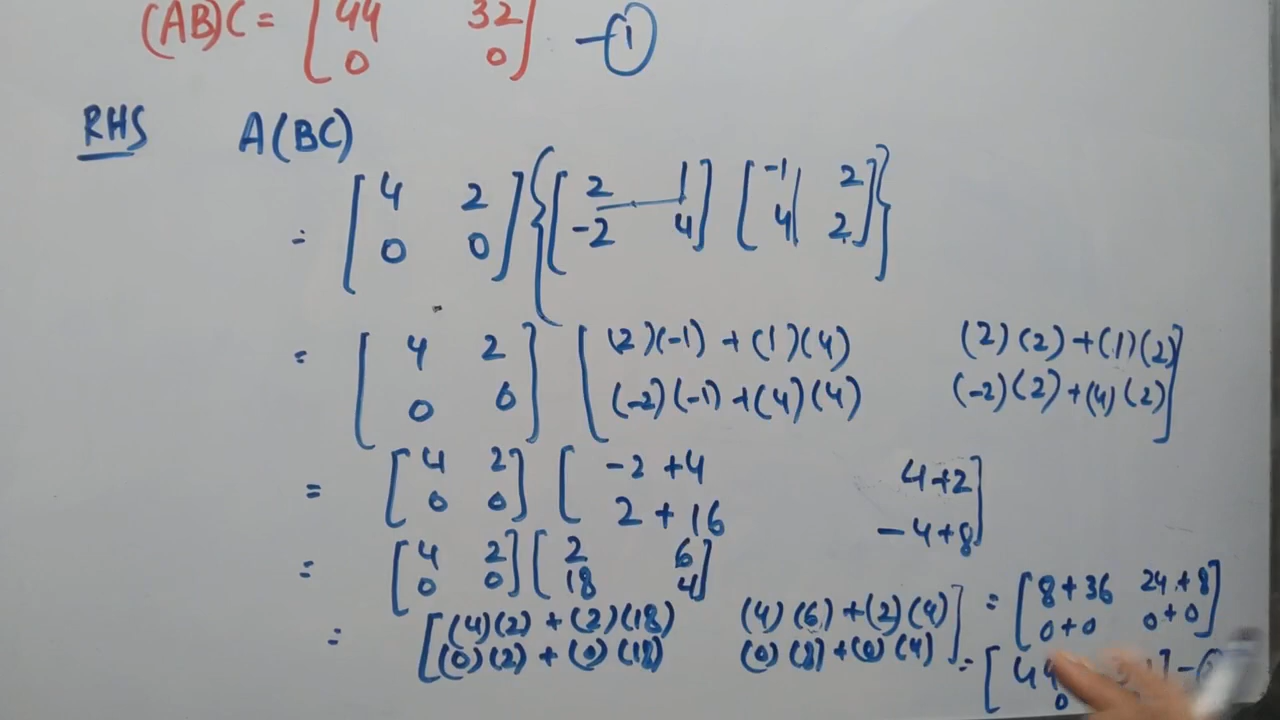 (AB)C = [ 44 32 ] - ①
[ 0 0 ]
RHS A(BC)
= [ 4 2 ] { [ 2 1 ] [ -1 2 ] }
[ 0 0 ] [ -2 4 ] [ 4 2 ]
= [ 4 2 ] [ (2)(-1) + (1)(4) (2)(2) + (1)(2) ]
[ 0 0 ] [ (-2)(-1) + (4)(4) (-2)(2) + (4)(2) ]
= [ 4 2 ] [ -2 + 4 4+2 ]
[ 0 0 ] [ 2 + 16 -4+8 ]
= [ 4 2 ] [ 2 6 ]
[ 0 0 ] [ 18 4 ]
= [ (4)(2) + (2)(18) (4)(6) + (2)(4) ] = [ 8+36 24+8 ]
[ (0)(2) + (0)(18) (0)(8) + (0)(4) ] [ 0+0 0+0 ]
= [ 44
0